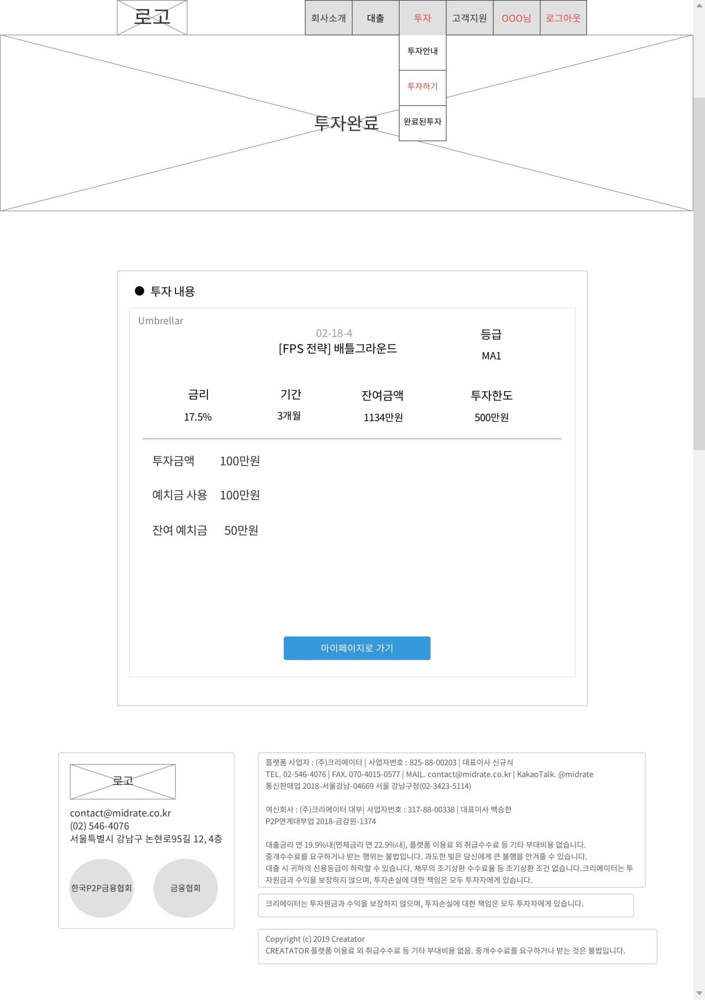 로고
회사소개 대출 투자 고객지원 OOO님 로그아웃
투자안내
투자하기
완료된투자
투자완료
투자 내용
Umbrellar
02-18-4
[FPS 전략] 배틀그라운드
등급
MA1
금리 기간 잔여금액 투자한도
17.5% 3개월 1134만원 500만원
투자금액 100만원
예치금 사용 100만원
잔여 예치금 50만원
마이페이지로 가기
로고
contact@midrate.co.kr
(02) 546-4076
서울특별시 강남구 논현로95길 12, 4층
한국P2P금융협회 금융협회
플랫폼 사업자 : (주)크리에이터 | 사업자번호 : 825-88-00203 | 대표이사 신규식
TEL. 02-546-4076 | FAX. 070-4015-0577 | MAIL. contact@midrate.co.kr | KakaoTalk. @midrate
통신판매업 2018-서울강남-04669 서울 강남구청(02-3423-5114)
여신회사 : (주)크리에이터 대부| 사업자번호 : 317-88-00338 | 대표이사 백승한
P2P연계대부업 2018-금감원-1374
대출금리 연 19.9%내(연체금리 연 22.9%내), 플랫폼 이용료 외 취급수수료 등 기타 부대비용 없습니다.
중개수수료를 요구하거나 받는 행위는 불법입니다. 과도한 빚은 당신에게 큰 불행을 안겨줄 수 있습니다.
대출 시 귀하의 신용등급이 하락할 수 있습니다. 채무의 조기상환 수수료율 등 조기상환 조건 없습니다.크리에이터는 투
자원금과 수익을 보장하지 않으며, 투자손실에 대한 책임은 모두 투자자에게 있습니다.
크리에이터는 투자원금과 수익을 보장하지 않으며, 투자손실에 대한 책임은 모두 투자자에게 있습니다.
Copyright (c) 2019 Creatator
CREATATOR 플랫폼 이용료 외 취급수수료 등 기타 부대비용 없음. 중개수수료를 요구하거나 받는 것은 불법입니다.